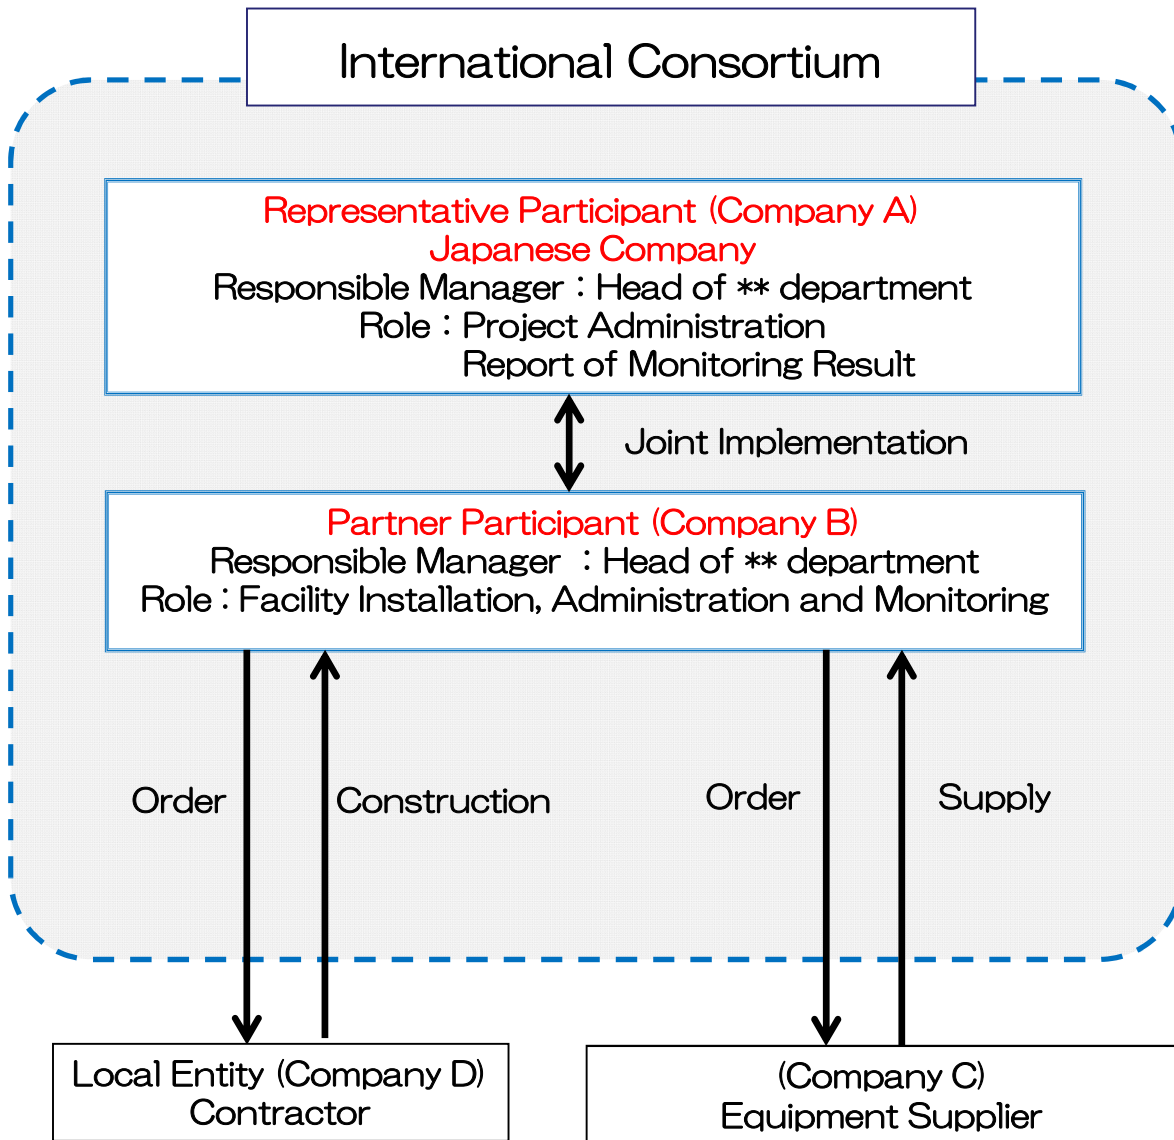 International Consortium
Representative Participant (Company A)
Japanese Company
Responsible Manager : Head of ** department
Role : Project Administration
Report of Monitoring Result
Joint Implementation
Partner Participant (Company B)
Responsible Manager : Head of ** department
Role : Facility Installation, Administration and Monitoring
Order
Construction
Order
Supply
Local Entity (Company D)
Contractor
(Company C)
Equipment Supplier